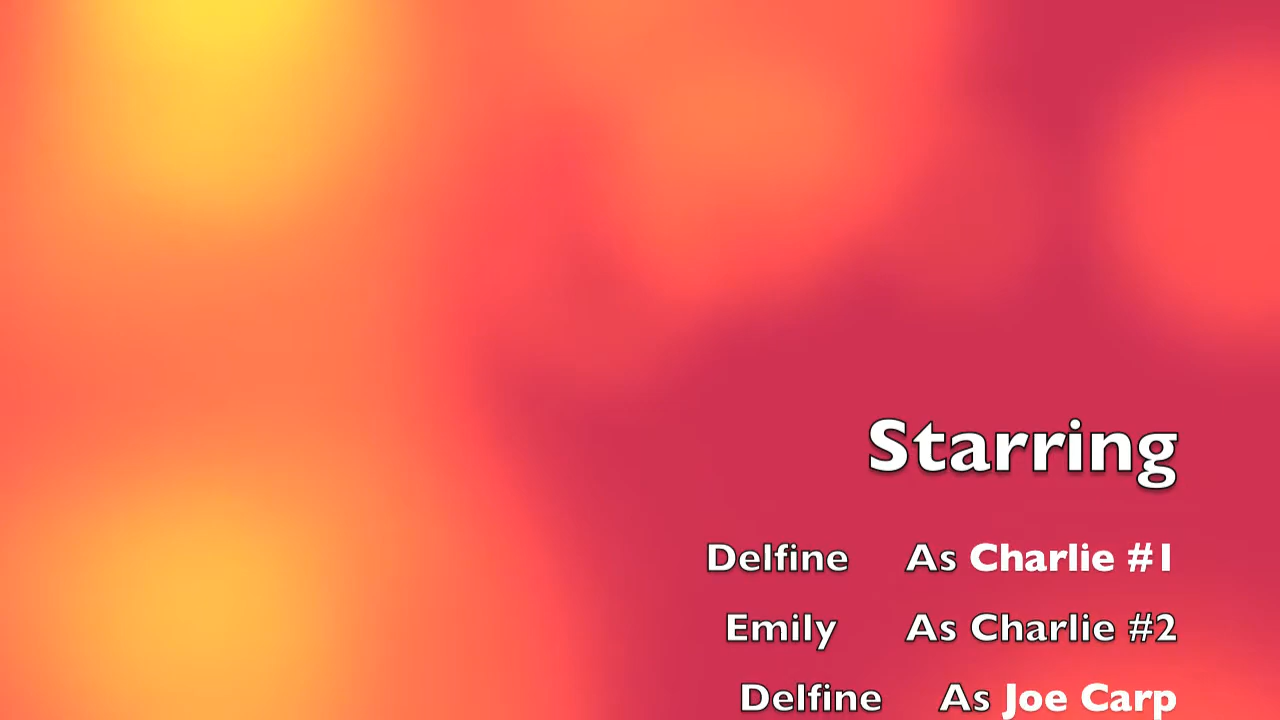 Starring
Delfine As Charlie #1
Emily As Charlie #2
Delfine As Joe Carp